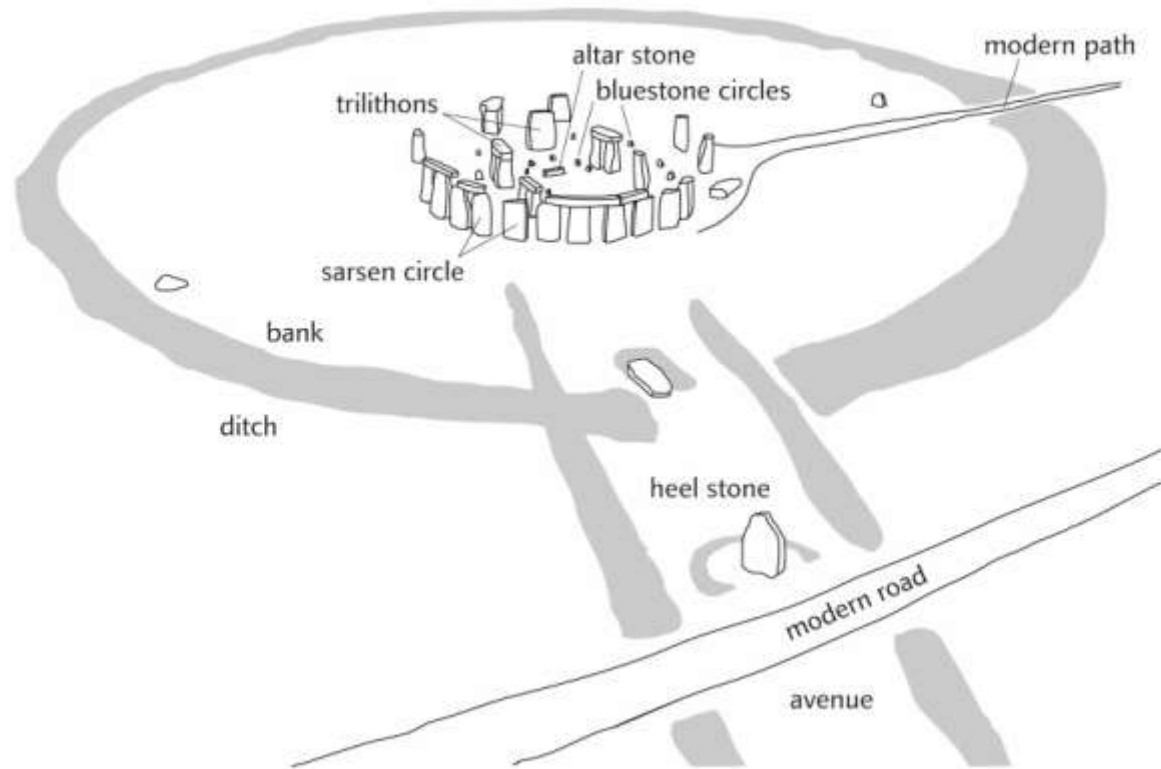 altar stone
modern path
trilithons
bluestone circles
sarsen circle
bank
ditch
heel stone
modern road
avenue